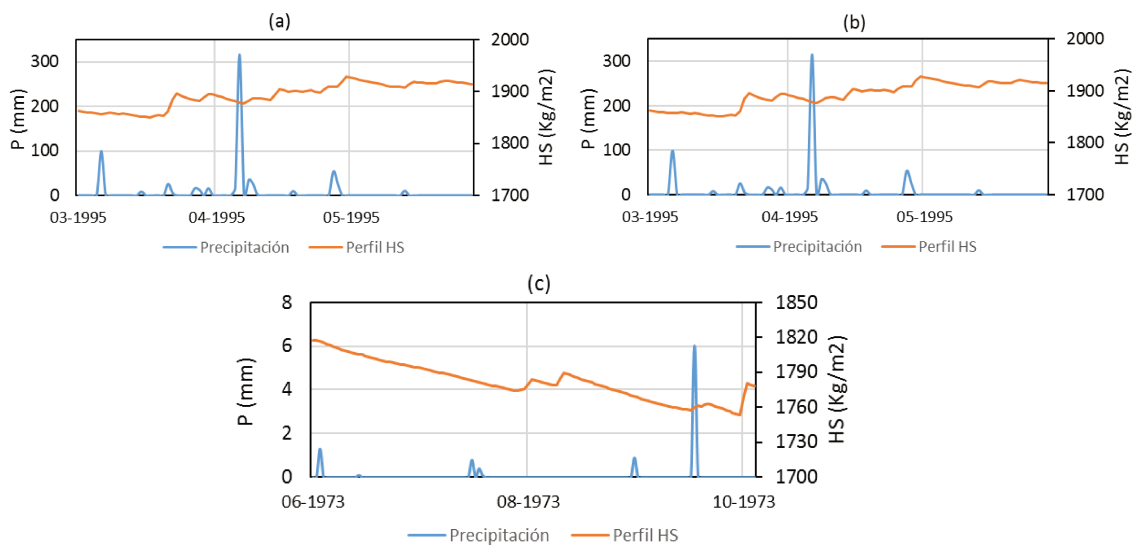 (a)
P (mm)
300
200
100
0
2000
1900
1800
1700
HS (Kg/m2)
03-1995
04-1995
05-1995
Precipitación
Perfil HS
(b)
P (mm)
300
200
100
0
2000
1900
1800
1700
HS (Kg/m2)
03-1995
04-1995
05-1995
Precipitación
Perfil HS
(c)
P (mm)
8
6
4
2
0
1850
1820
1790
1760
1730
1700
HS (Kg/m2)
06-1973
08-1973
10-1973
Precipitación
Perfil HS